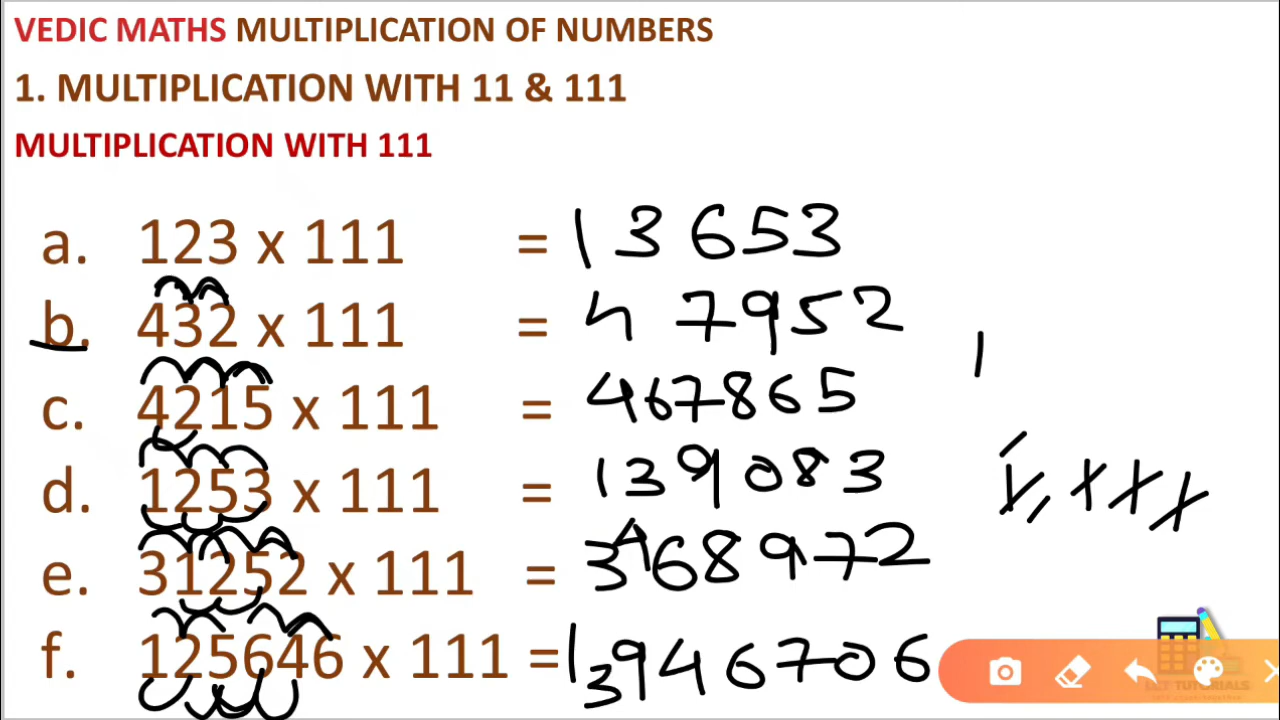 VEDIC MATHS MULTIPLICATION OF NUMBERS
1. MULTIPLICATION WITH 11 & 111
MULTIPLICATION WITH 111
a. 123 x 111 = 13653
b. 432 x 111 = 47952
c. 4215 x 111 = 467865
d. 1253 x 111 = 139083
e. 31252 x 111 = 3468972
f. 125646 x 111 = 13946706